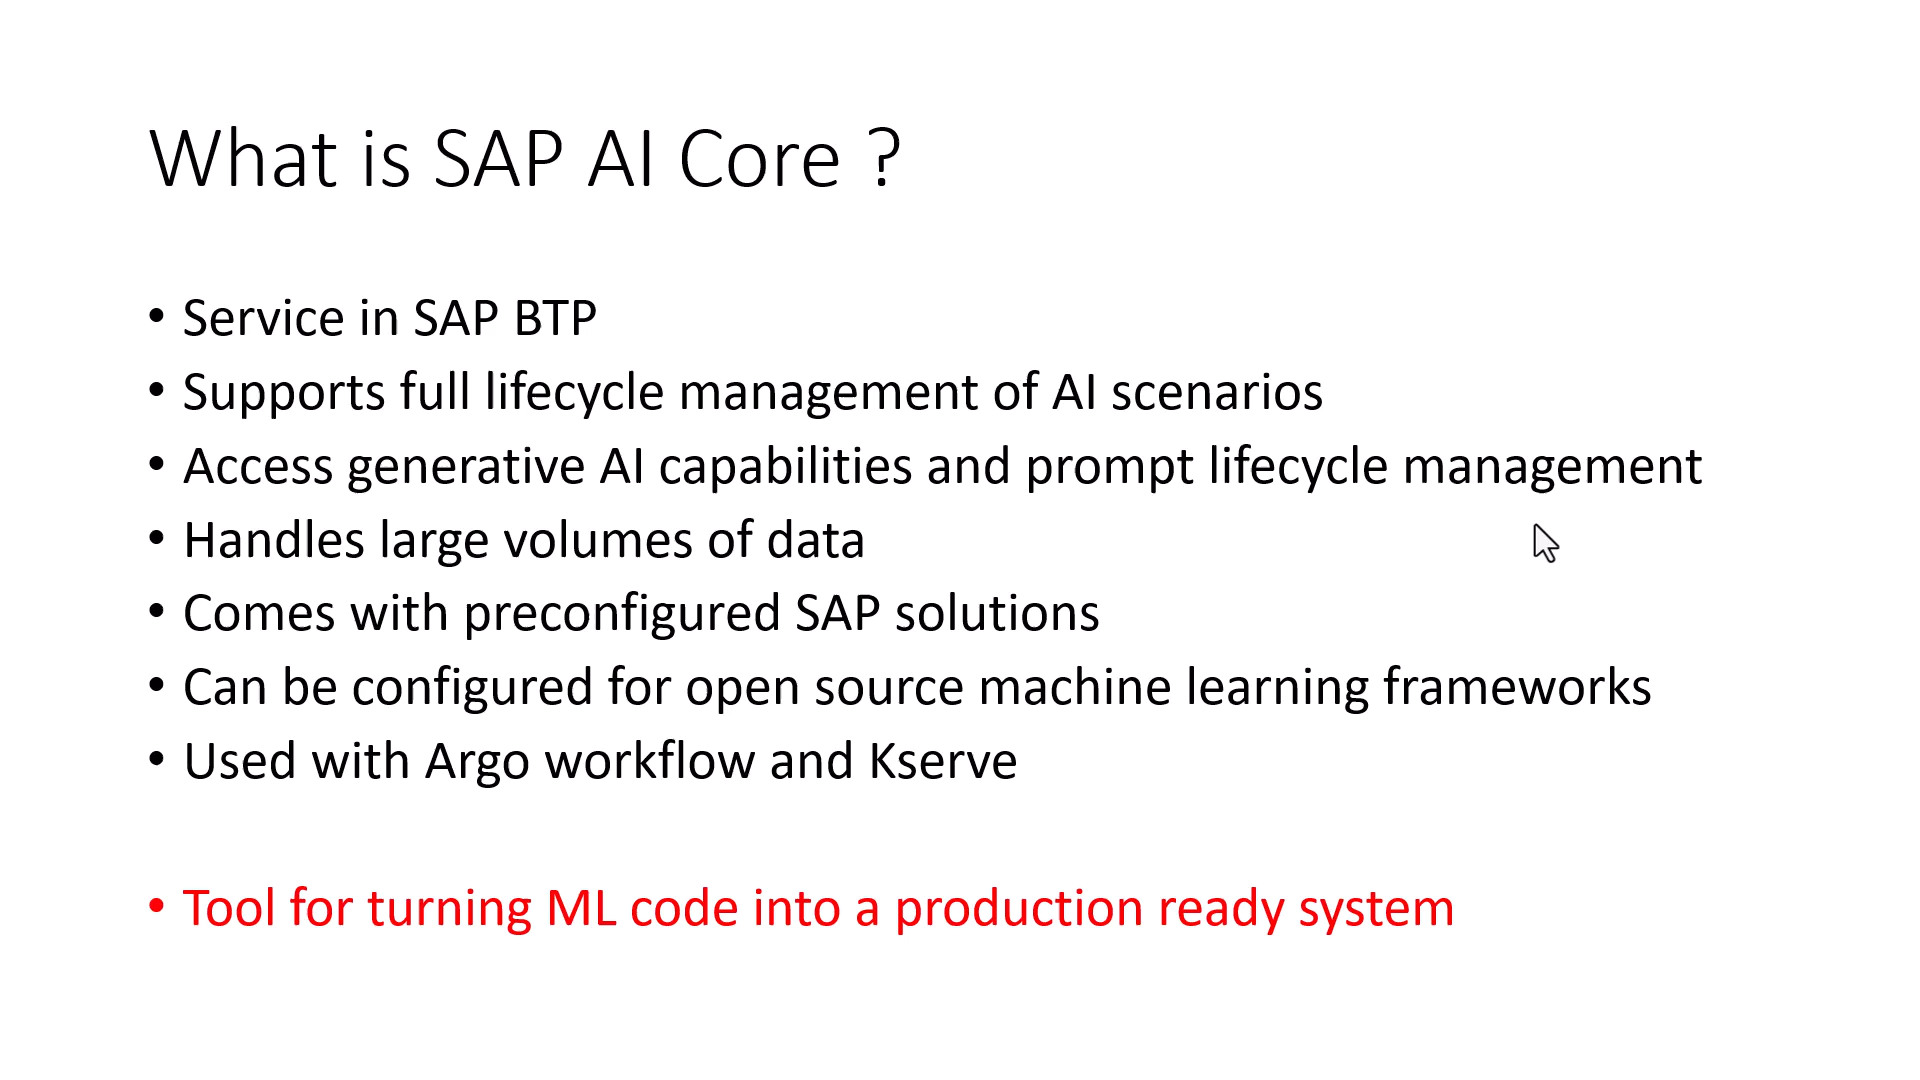 What is SAP AI Core ?
• Service in SAP BTP
• Supports full lifecycle management of AI scenarios
• Access generative AI capabilities and prompt lifecycle management
• Handles large volumes of data
• Comes with preconfigured SAP solutions
• Can be configured for open source machine learning frameworks
• Used with Argo workflow and Kserve
• Tool for turning ML code into a production ready system